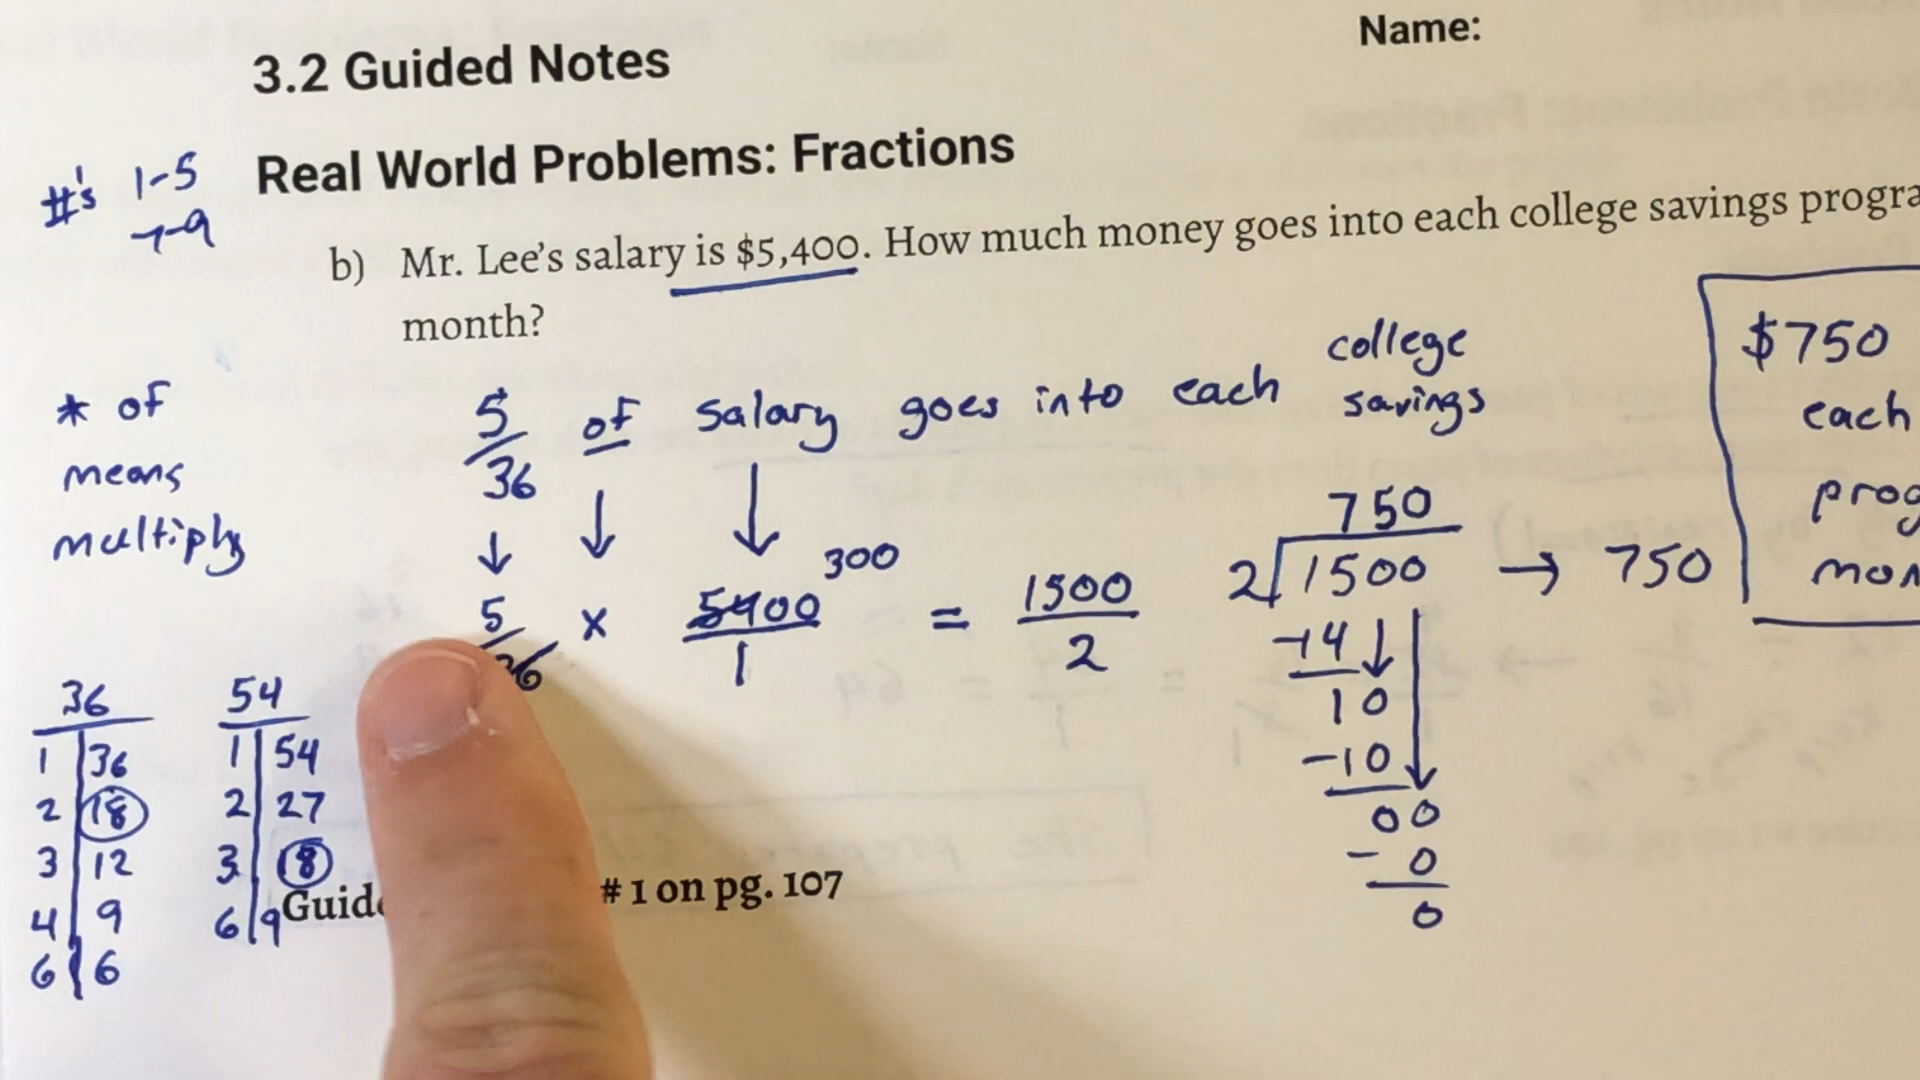 Name:
3.2 Guided Notes
#'s 1-5
7-9
Real World Problems: Fractions
b) Mr. Lee's salary is $5,400. How much money goes into each college savings
month?
* of
means
multiply
5/36 of salary goes into each college savings
5 × 5400/1 300 = 1500/2
750
2)1500 → 750
-14
10
-10
00
- 0
0
$750
each
36
1 36
2 18
3 12
4 9
6 6
54
1 54
2 27
3 18
6 9
# 1 on pg. 107